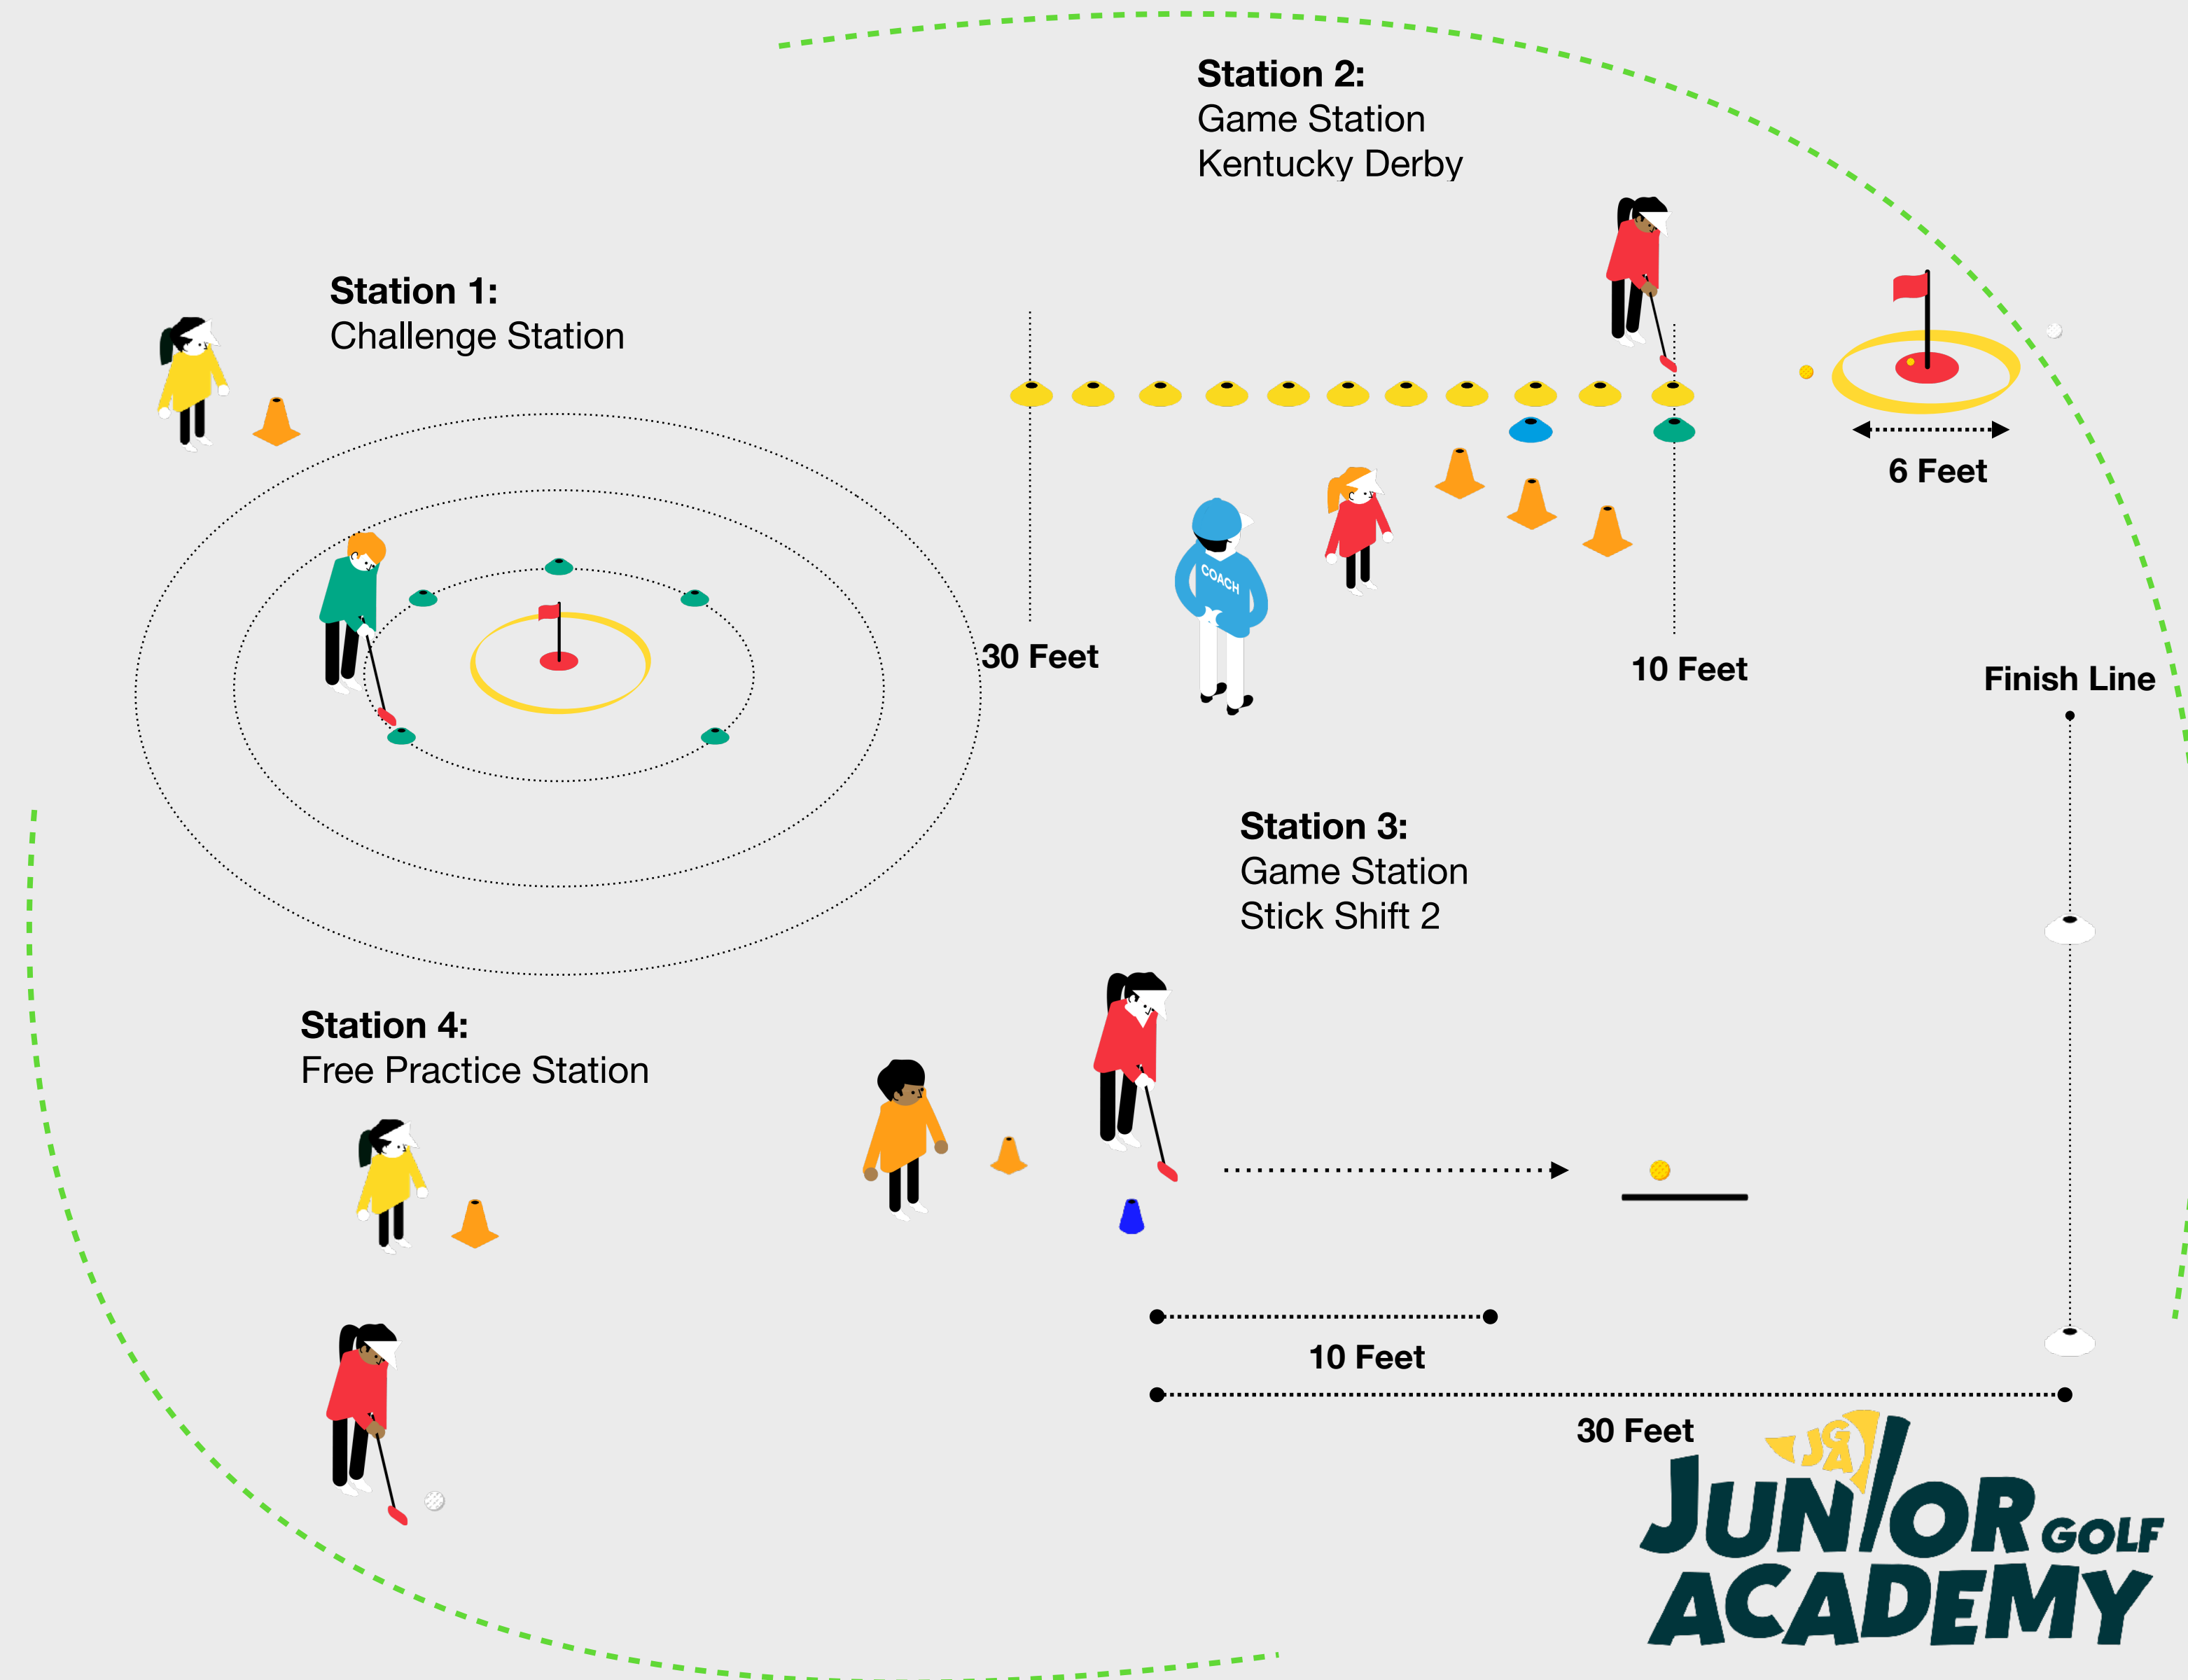 Station 2:
Game Station
Kentucky Derby
Station 1:
Challenge Station
6 Feet
COACH
30 Feet
10 Feet
Finish Line
Station 3:
Game Station
Stick Shift 2
Station 4:
Free Practice Station
10 Feet
30 Feet
JGA
JUNIOR GOLF
ACADEMY